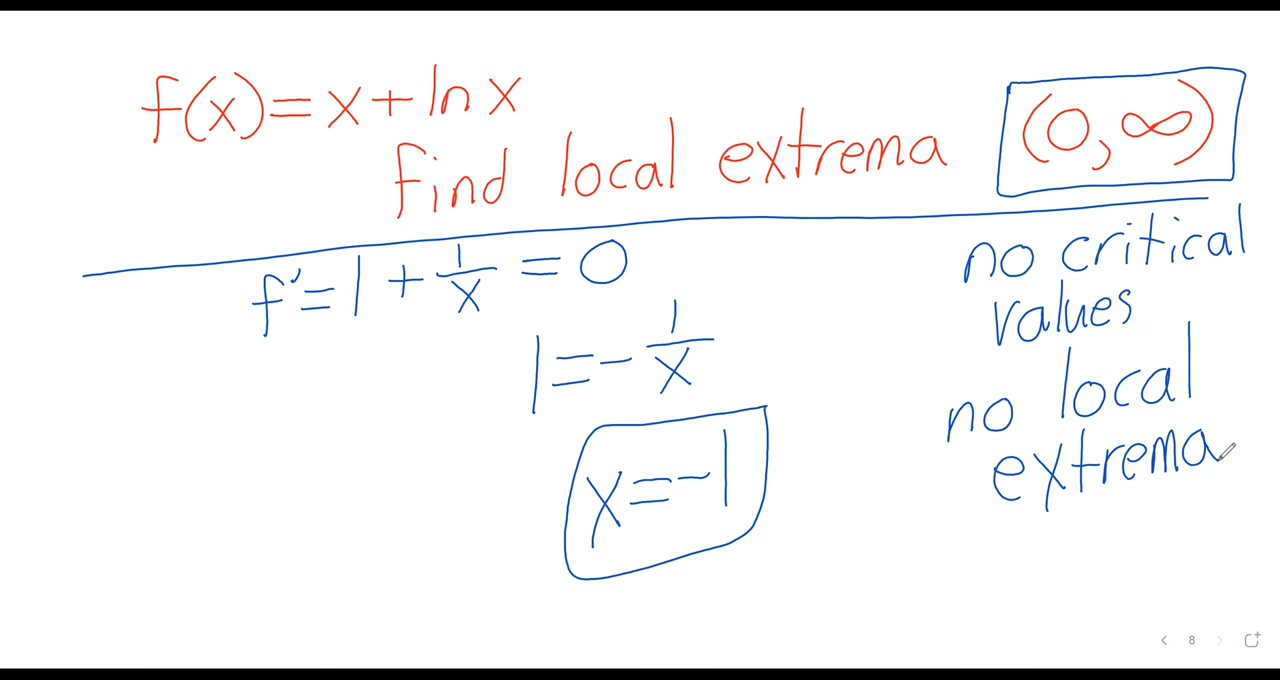 f(x) = x + ln x
find local extrema (0, ∞)
f' = 1 + 1/x = 0
1 = - 1/x
x = -1
no critical
values
no local
extrema
8